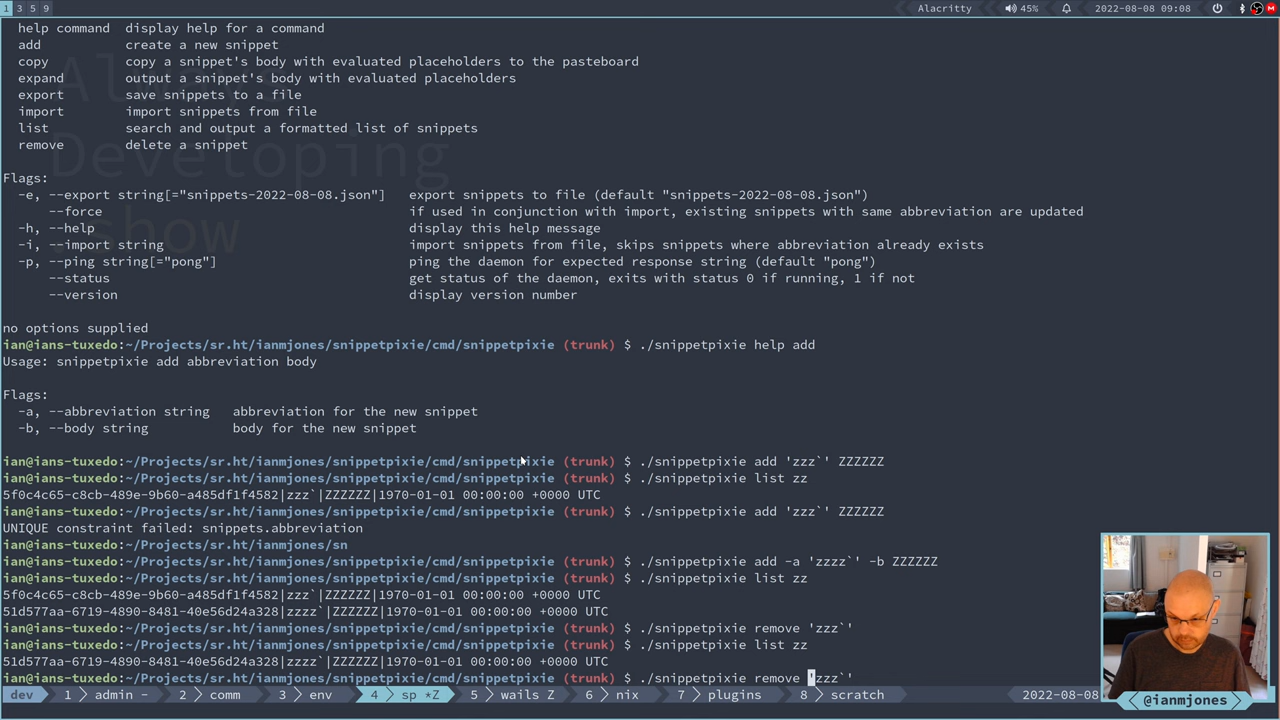 1 3 5 9 Alacritty 45% 2022-08-08 09:08
help command display help for a command
add create a new snippet
copy copy a snippet's body with evaluated placeholders to the pasteboard
expand output a snippet's body with evaluated placeholders
export save snippets to a file
import import snippets from file
list search and output a formatted list of snippets
remove delete a snippet
Always
Developing
show
Flags:
-e, --export string[="snippets-2022-08-08.json"] export snippets to file (default "snippets-2022-08-08.json")
--force if used in conjunction with import, existing snippets with same abbreviation are updated
-h, --help display this help message
-i, --import string import snippets from file, skips snippets where abbreviation already exists
-p, --ping string[="pong"] ping the daemon for expected response string (default "pong")
--status get status of the daemon, exits with status 0 if running, 1 if not
--version display version number
no options supplied
ian@ians-tuxedo:~/Projects/sr.ht/ianmjones/snippetpixie/cmd/snippetpixie (trunk) $ ./snippetpixie help add
Usage: snippetpixie add abbreviation body
Flags:
-a, --abbreviation string abbreviation for the new snippet
-b, --body string body for the new snippet
ian@ians-tuxedo:~/Projects/sr.ht/ianmjones/snippetpixie/cmd/snippetpixie (trunk) $ ./snippetpixie add 'zzz`' ZZZZZZ
ian@ians-tuxedo:~/Projects/sr.ht/ianmjones/snippetpixie/cmd/snippetpixie (trunk) $ ./snippetpixie list zz
5f0c4c65-c8cb-489e-9b60-a485df1f4582|zzz`|ZZZZZZ|1970-01-01 00:00:00 +0000 UTC
ian@ians-tuxedo:~/Projects/sr.ht/ianmjones/snippetpixie/cmd/snippetpixie (trunk) $ ./snippetpixie add 'zzz`' ZZZZZZ
UNIQUE constraint failed: snippets.abbreviation
ian@ians-tuxedo:~/Projects/sr.ht/ianmjones/sn
ian@ians-tuxedo:~/Projects/sr.ht/ianmjones/snippetpixie/cmd/snippetpixie (trunk) $ ./snippetpixie add -a 'zzzz`' -b ZZZZZZ
ian@ians-tuxedo:~/Projects/sr.ht/ianmjones/snippetpixie/cmd/snippetpixie (trunk) $ ./snippetpixie list zz
5f0c4c65-c8cb-489e-9b60-a485df1f4582|zzz`|ZZZZZZ|1970-01-01 00:00:00 +0000 UTC
51d577aa-6719-4890-8481-40e56d24a328|zzzz`|ZZZZZZ|1970-01-01 00:00:00 +0000 UTC
ian@ians-tuxedo:~/Projects/sr.ht/ianmjones/snippetpixie/cmd/snippetpixie (trunk) $ ./snippetpixie remove 'zzz`'
ian@ians-tuxedo:~/Projects/sr.ht/ianmjones/snippetpixie/cmd/snippetpixie (trunk) $ ./snippetpixie list zz
51d577aa-6719-4890-8481-40e56d24a328|zzzz`|ZZZZZZ|1970-01-01 00:00:00 +0000 UTC
ian@ians-tuxedo:~/Projects/sr.ht/ianmjones/snippetpixie/cmd/snippetpixie (trunk) $ ./snippetpixie remove 'zzz`'
dev 1 admin - 2 comm 3 env 4 sp *Z 5 wails Z 6 nix 7 plugins 8 scratch 2022-08-08
@ianmjones